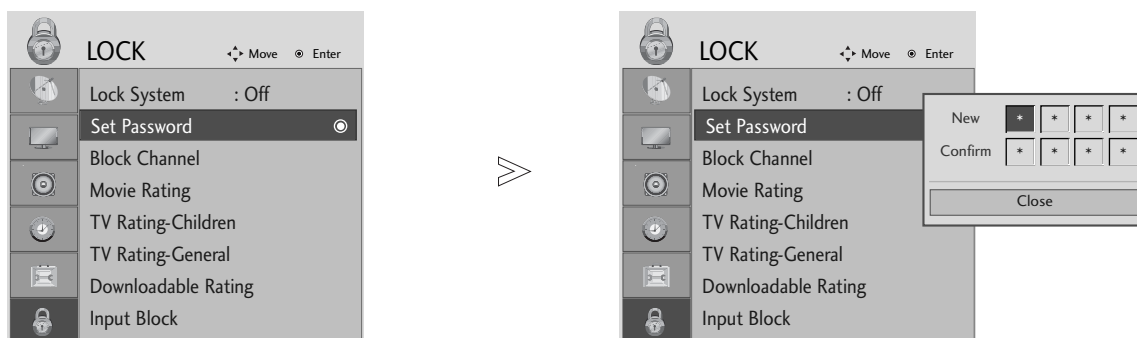 LOCK Move Enter
Lock System : Off
Set Password
Block Channel
Movie Rating
TV Rating-Children
TV Rating-General
Downloadable Rating
Input Block
LOCK Move Enter
Lock System : Off
Set Password
Block Channel
Movie Rating
TV Rating-Children
TV Rating-General
Downloadable Rating
Input Block
New * * * *
Confirm * * * *
Close